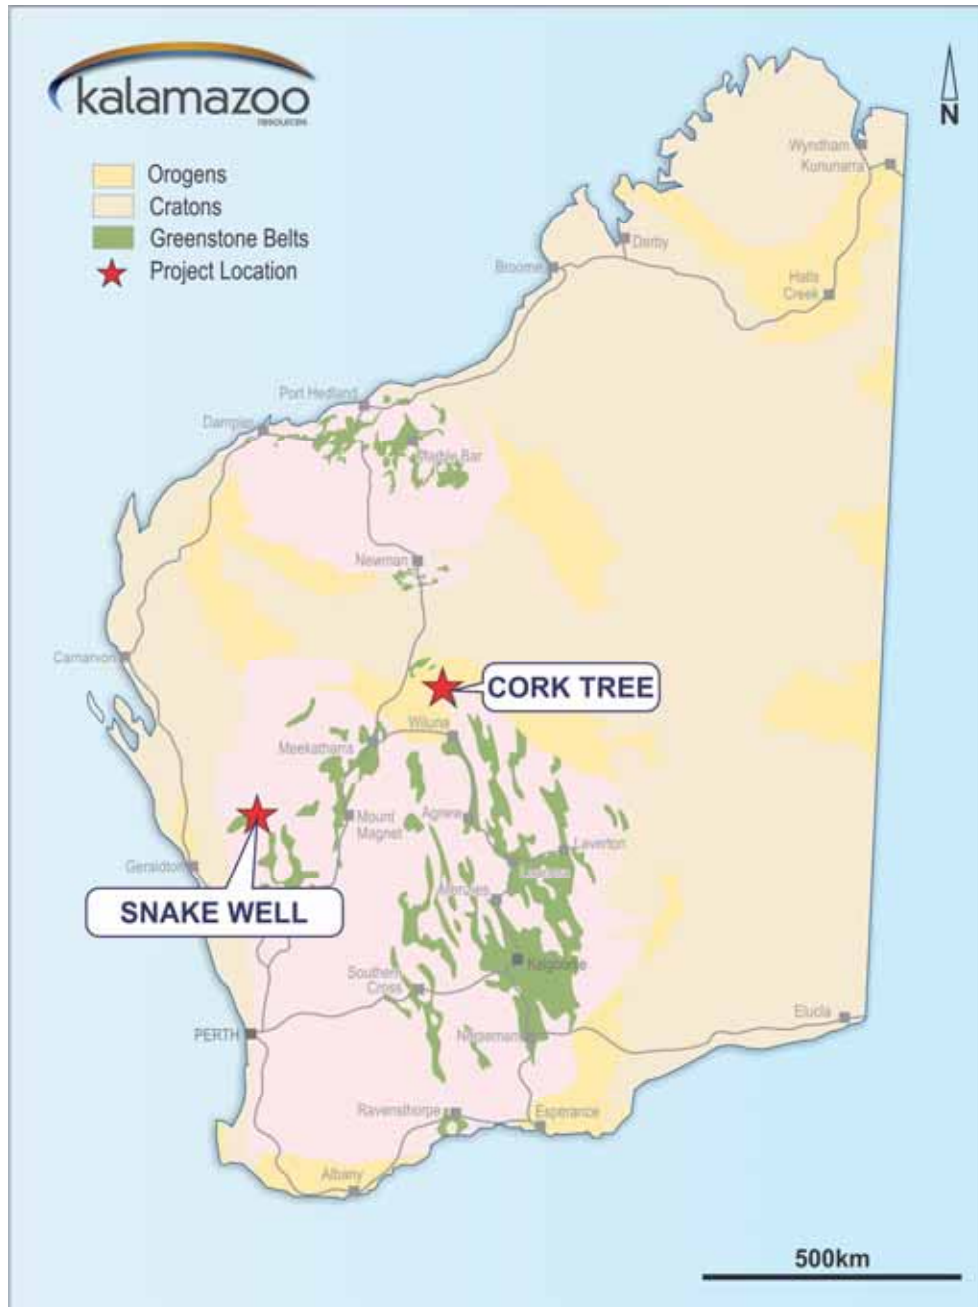 kalamazoo
resources
N
Orogens
Cratons
Greenstone Belts
Project Location
Wyndham
Kununarra
Derby
Broome
Halls
Creek
Port Hedland
Dampier
Marble Bar
Newman
Carnarvon
CORK TREE
Wiluna
Meekatharra
Mount
Magnet
Agnew
Leverton
Geraldton
Menzies
SNAKE WELL
Kalgoorlie
Southern
Cross
PERTH
Norseman
Eucla
Ravensthorpe
Esperance
Albany
500km